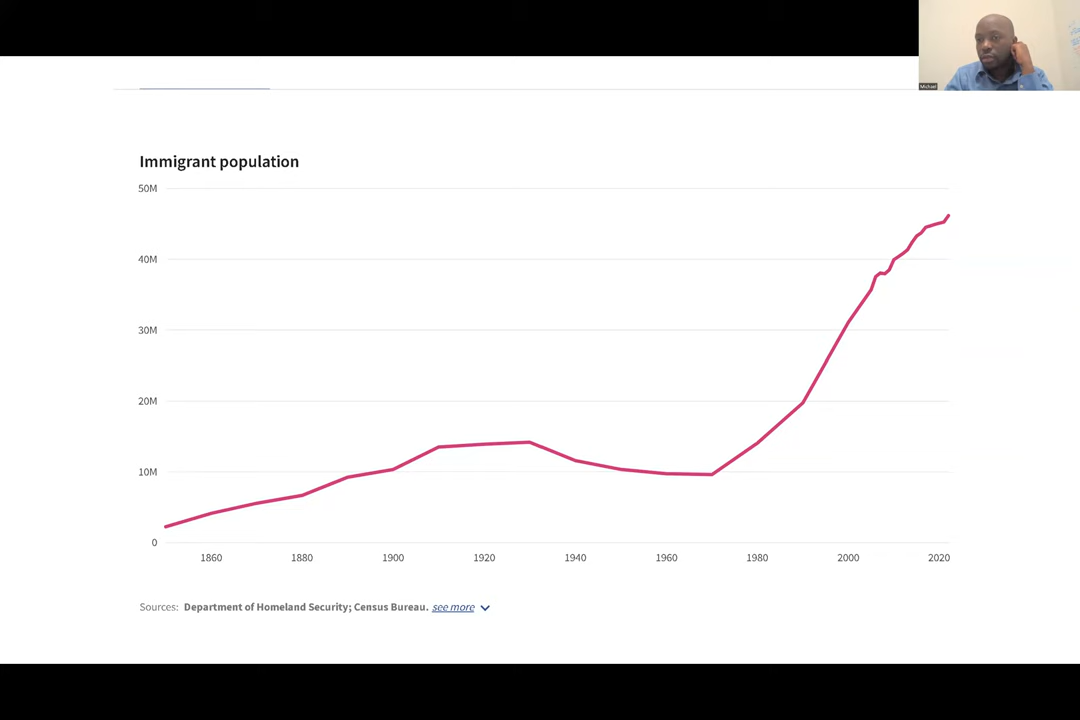 Michael
Immigrant population
50M
40M
30M
20M
10M
0
1860 1880 1900 1920 1940 1960 1980 2000 2020
Sources: Department of Homeland Security; Census Bureau. see more